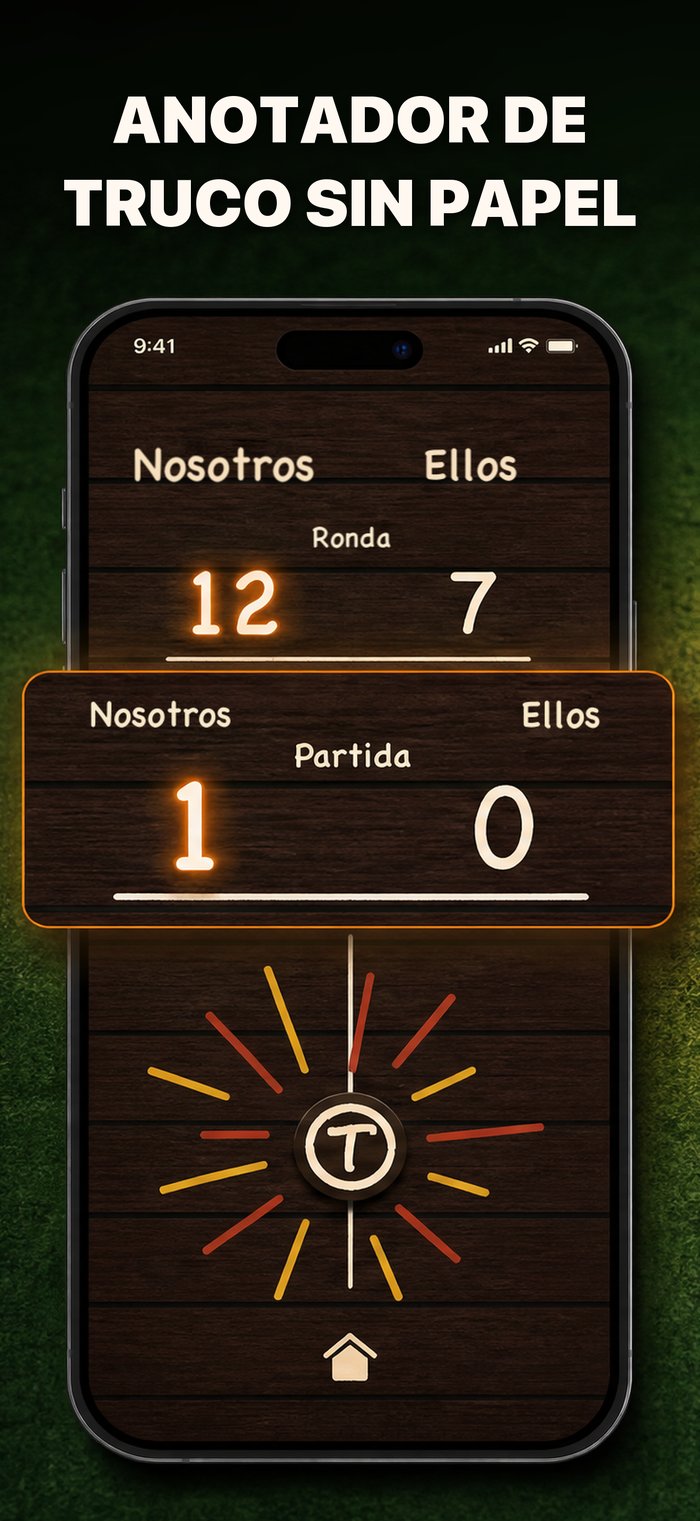 ANOTADOR DE
TRUCO SIN PAPEL
9:41
Nosotros Ellos
Ronda
12 7
Nosotros Ellos
Partida
1 0
T